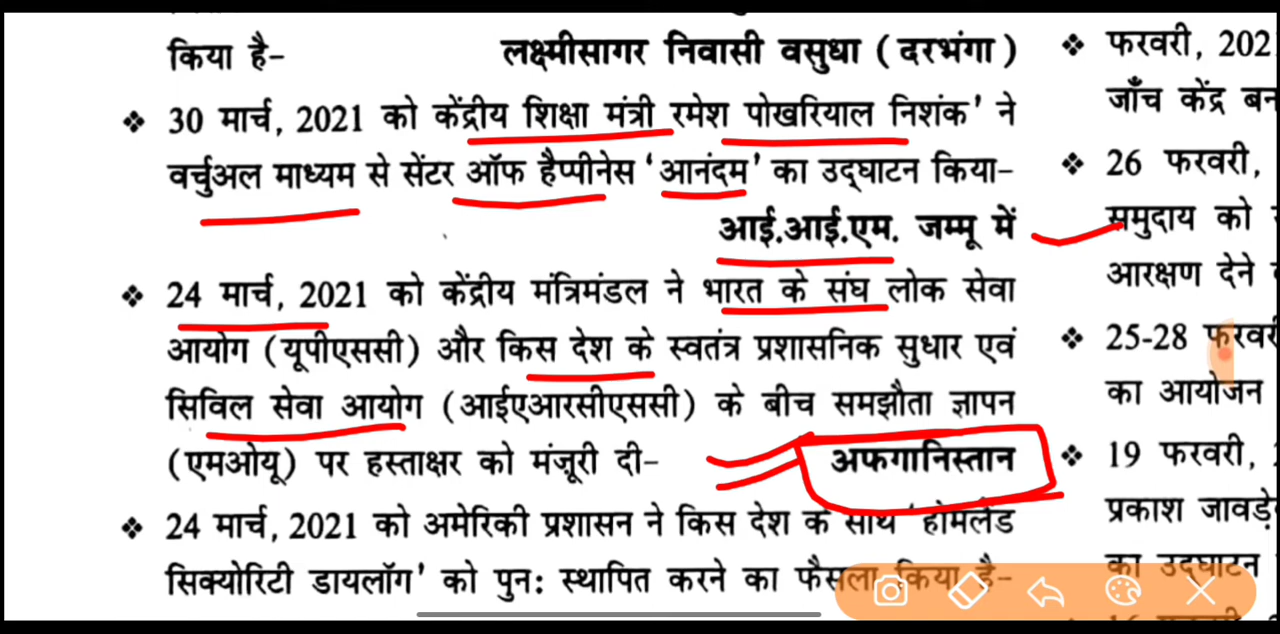 किया है- लक्ष्मीसागर निवासी वसुधा (दरभंगा)
❖ 30 मार्च, 2021 को केंद्रीय शिक्षा मंत्री रमेश पोखरियाल निशंक' ने
वर्चुअल माध्यम से सेंटर ऑफ हैप्पीनेस 'आनंदम' का उद्घाटन किया-
आई.आई.एम. जम्मू में
❖ 24 मार्च, 2021 को केंद्रीय मंत्रिमंडल ने भारत के संघ लोक सेवा
आयोग (यूपीएससी) और किस देश के स्वतंत्र प्रशासनिक सुधार एवं
सिविल सेवा आयोग (आईएआरसीएससी) के बीच समझौता ज्ञापन
(एमओयू) पर हस्ताक्षर को मंजूरी दी- अफगानिस्तान
❖ 24 मार्च, 2021 को अमेरिकी प्रशासन ने किस देश के साथ 'होमलैंड
सिक्योरिटी डायलॉग' को पुनः स्थापित करने का फैसला किया है-
❖ फरवरी, 202
जाँच केंद्र बन
❖ 26 फरवरी,
समुदाय को
आरक्षण देने
❖ 25-28 फरवरी
का आयोजन
❖ 19 फरवरी,
प्रकाश जावड़े
का उद्घाटन